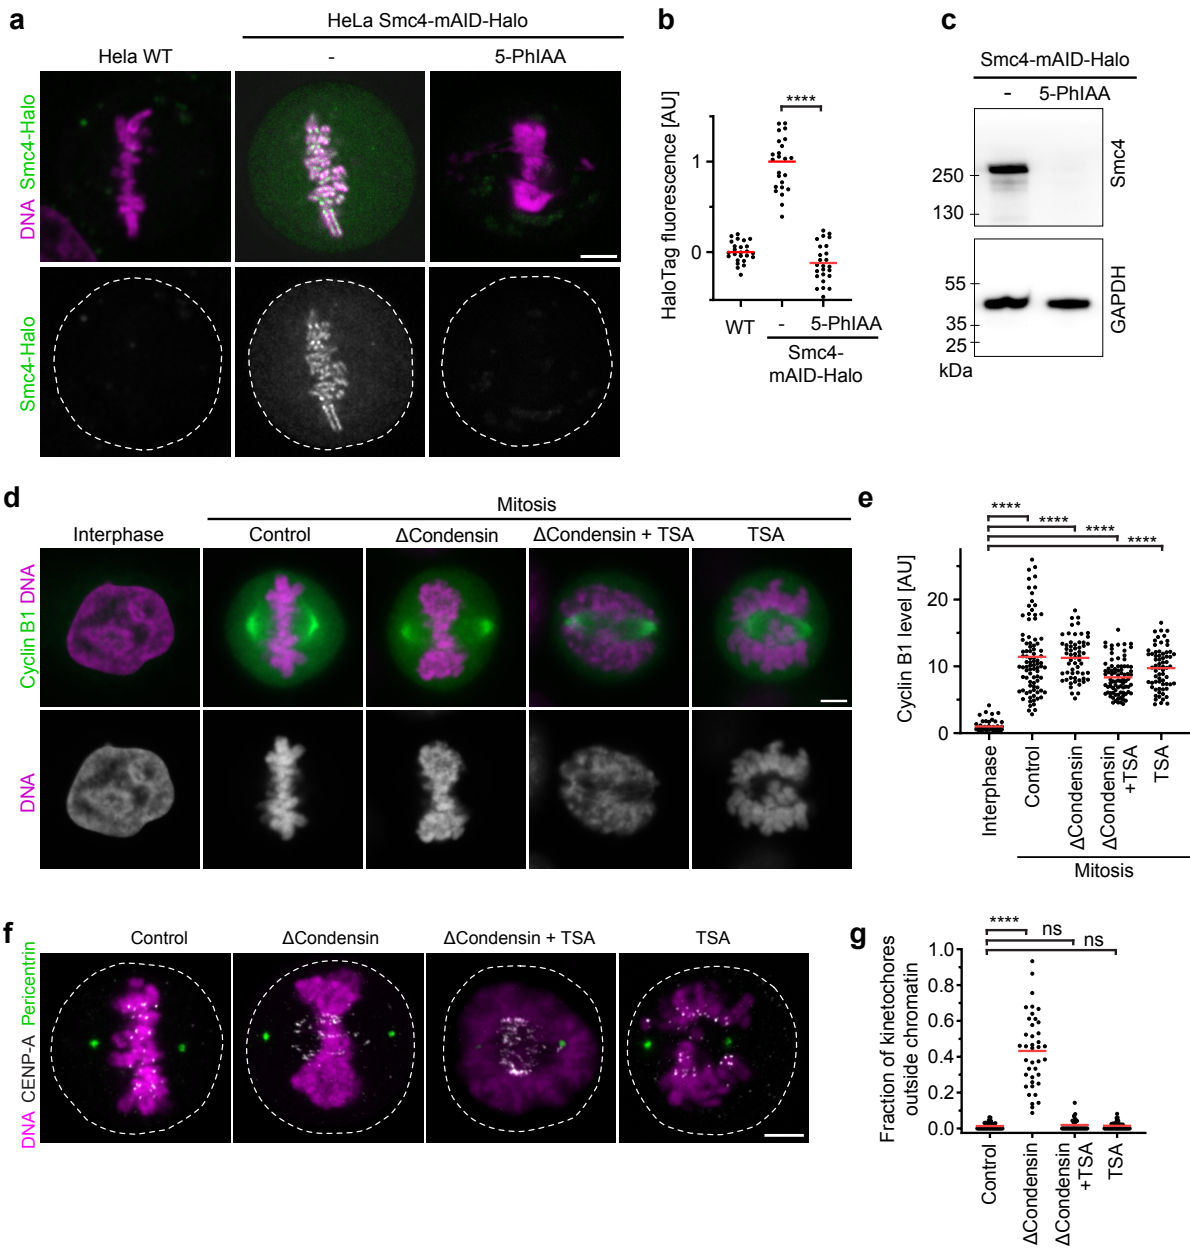 a
HeLa Smc4-mAID-Halo
Hela WT
-
5-PhIAA
DNA Smc4-Halo
Smc4-Halo
b
HaloTag fluorescence [AU]
****
1
0
WT
-
5-PhIAA
Smc4-
mAID-Halo
c
Smc4-mAID-Halo
-
5-PhIAA
250
130
Smc4
55
35
25
kDa
GAPDH
d
Mitosis
Interphase
Control
ΔCondensin
ΔCondensin + TSA
TSA
Cyclin B1 DNA
DNA
e
****
****
****
****
Cyclin B1 level [AU]
20
10
0
Interphase
Control
ΔCondensin
ΔCondensin
+TSA
TSA
Mitosis
f
Control
ΔCondensin
ΔCondensin + TSA
TSA
DNA CENP-A Pericentrin
g
****
ns
ns
Fraction of kinetochores
outside chromatin
1.0
0.8
0.6
0.4
0.2
0.0
Control
ΔCondensin
ΔCondensin
+TSA
TSA